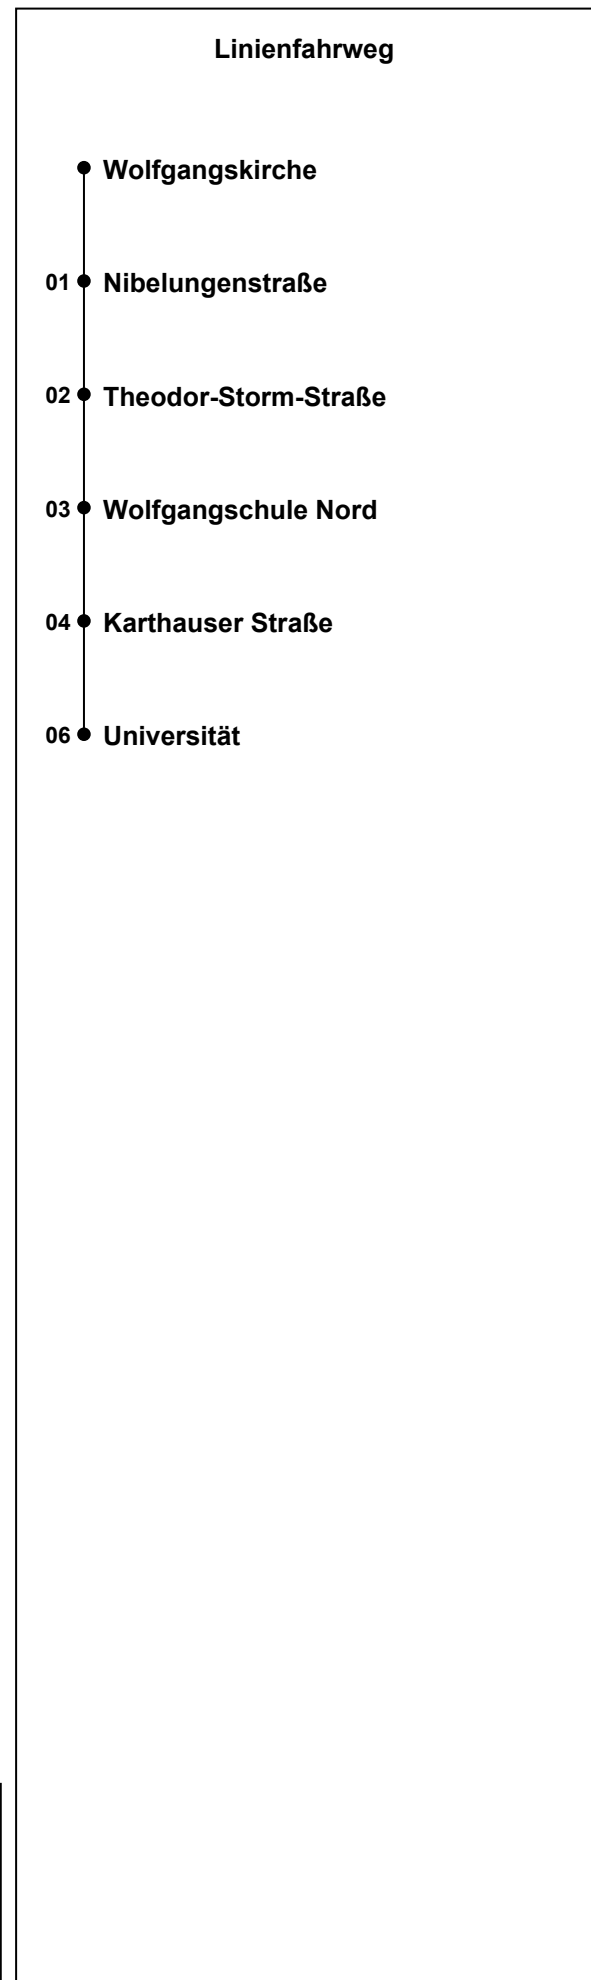 Linienfahrweg
Wolfgangskirche
01 Nibelungenstraße
02 Theodor-Storm-Straße
03 Wolfgangschule Nord
04 Karthauser Straße
06 Universität